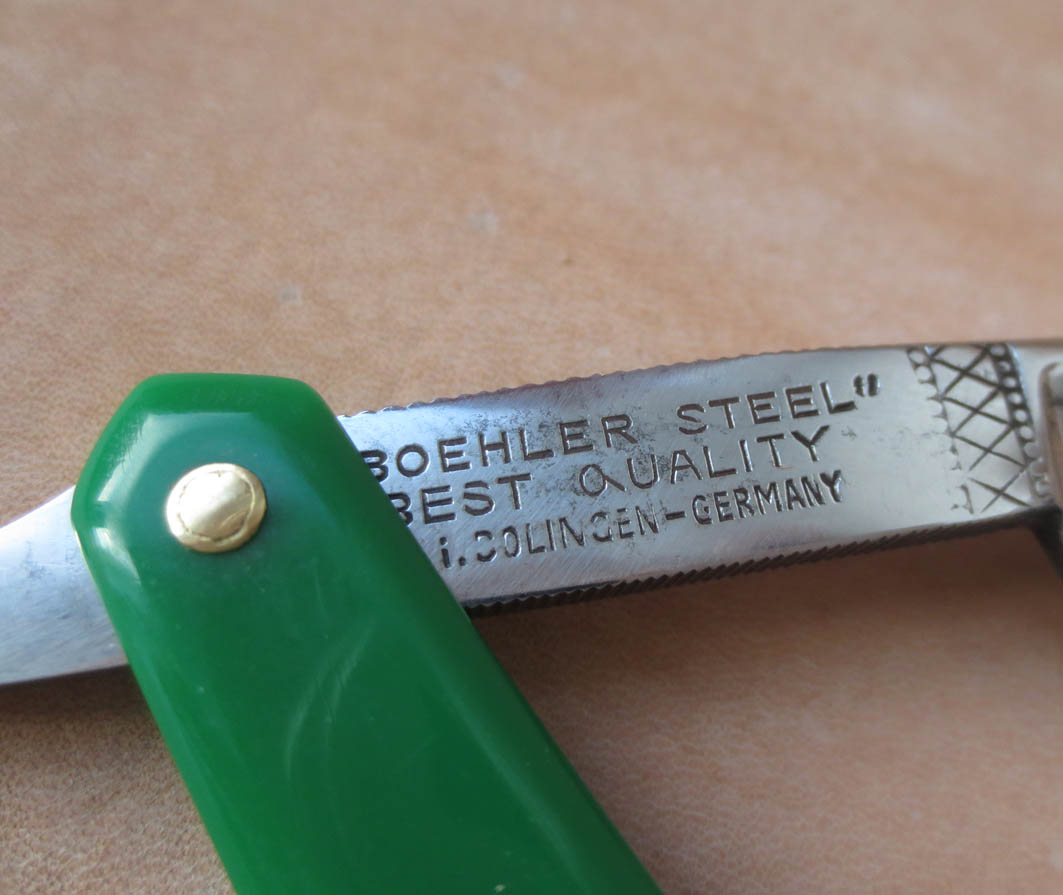 BOEHLER STEEL"
BEST QUALITY
i. SOLINGEN-GERMANY